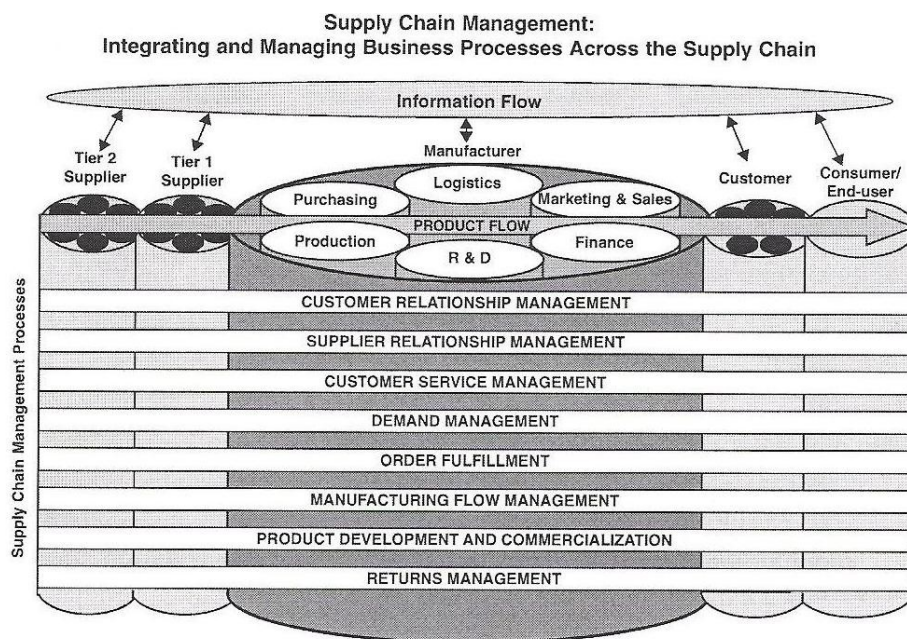 Supply Chain Management:
Integrating and Managing Business Processes Across the Supply Chain
Information Flow
Tier 2
Supplier
Tier 1
Supplier
Manufacturer
Customer
Consumer/
End-user
Purchasing
Logistics
Marketing & Sales
PRODUCT FLOW
Production
R & D
Finance
Supply Chain Management Processes
CUSTOMER RELATIONSHIP MANAGEMENT
SUPPLIER RELATIONSHIP MANAGEMENT
CUSTOMER SERVICE MANAGEMENT
DEMAND MANAGEMENT
ORDER FULFILLMENT
MANUFACTURING FLOW MANAGEMENT
PRODUCT DEVELOPMENT AND COMMERCIALIZATION
RETURNS MANAGEMENT